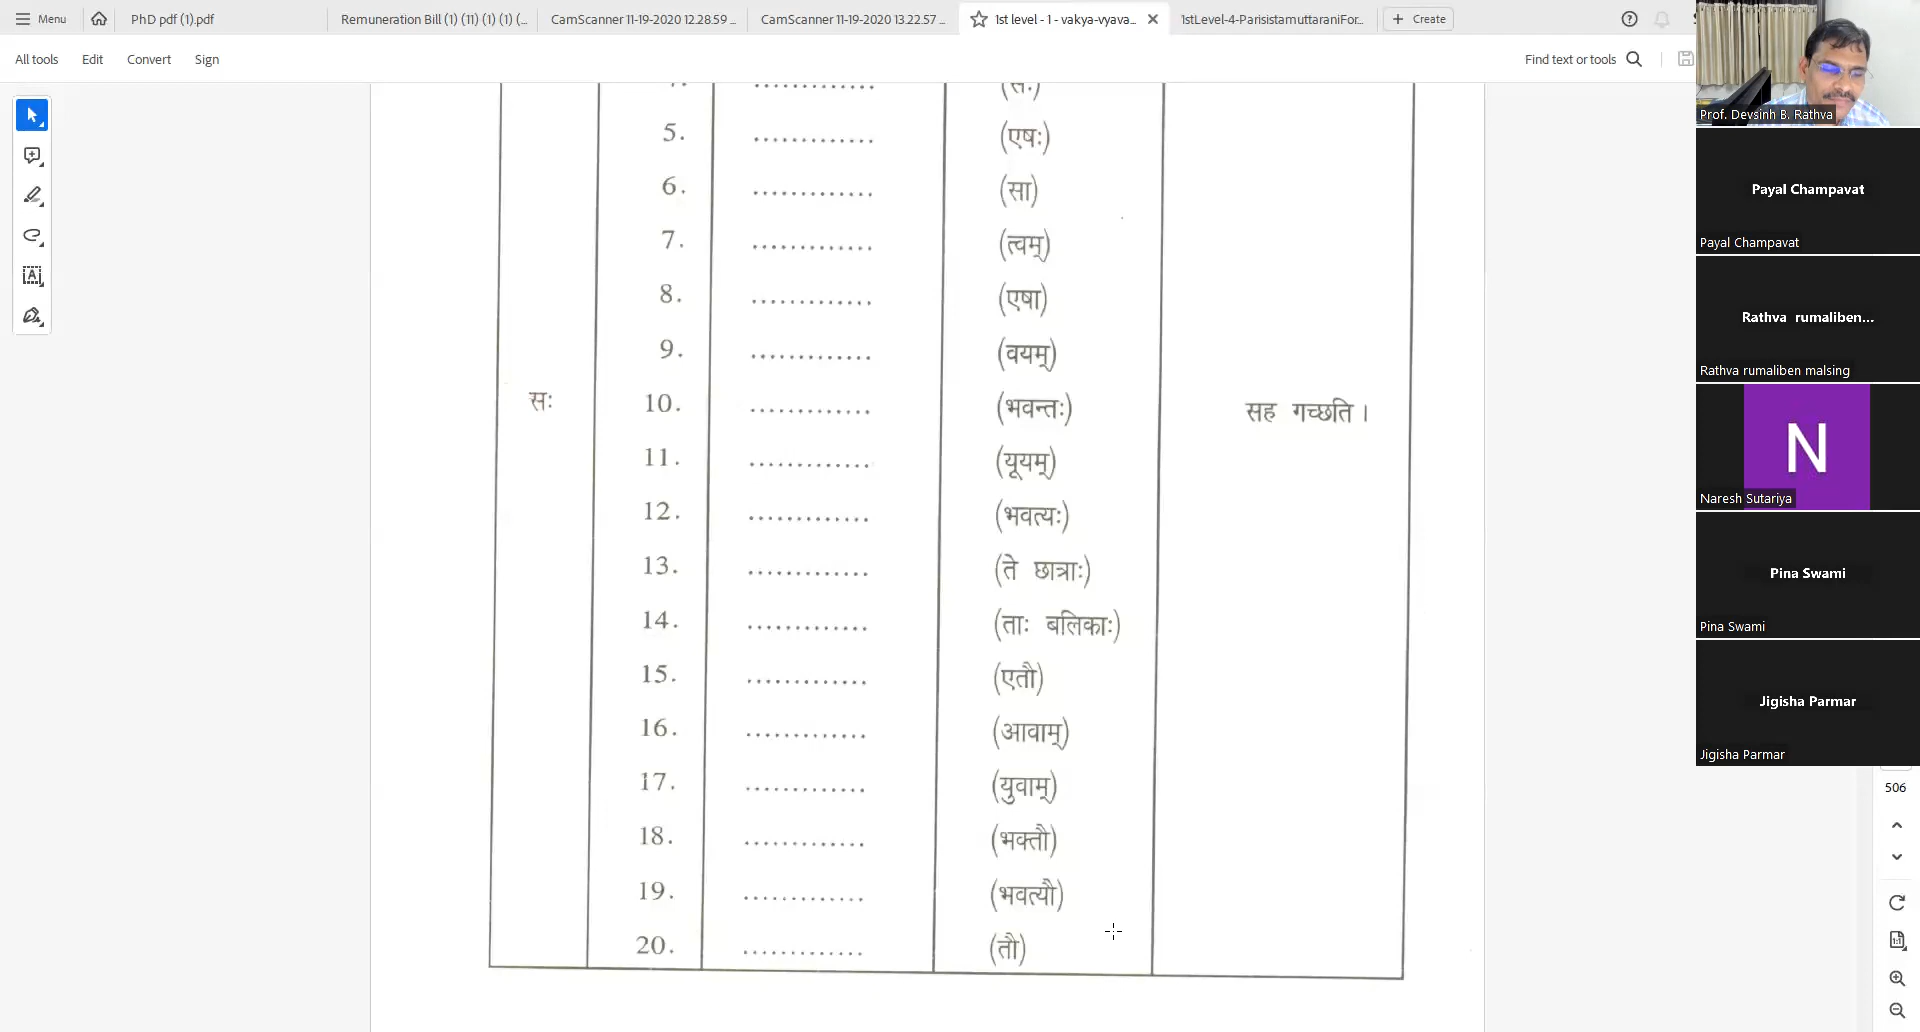 Menu
PhD pdf (1).pdf
Remuneration Bill (1) (11) (1) (1) (...
CamScanner 11-19-2020 12.28.59 ...
CamScanner 11-19-2020 13.22.57 ...
1st level - 1 - vakya-vyava...
1stLevel-4-ParisistamuttaraniFor...
+ Create
All tools Edit Convert Sign
Find text or tools
............. (सः)
5. ............. (एषः)
6. ............. (सा)
7. ............. (त्वम्)
8. ............. (एषा)
9. ............. (वयम्)
सः 10. ............. (भवन्तः) सह गच्छति ।
11. ............. (यूयम्)
12. ............. (भवत्यः)
13. ............. (ते छात्राः)
14. ............. (ताः बलिकाः)
15. ............. (एतौ)
16. ............. (आवाम्)
17. ............. (युवाम्)
18. ............. (भक्तौ)
19. ............. (भवत्यौ)
20. ............. (तौ)
Prof. Devsinh B. Rathva
Payal Champavat
Payal Champavat
Rathva rumaliben...
Rathva rumaliben malsing
N
Naresh Sutariya
Pina Swami
Pina Swami
Jigisha Parmar
Jigisha Parmar
506
1:1